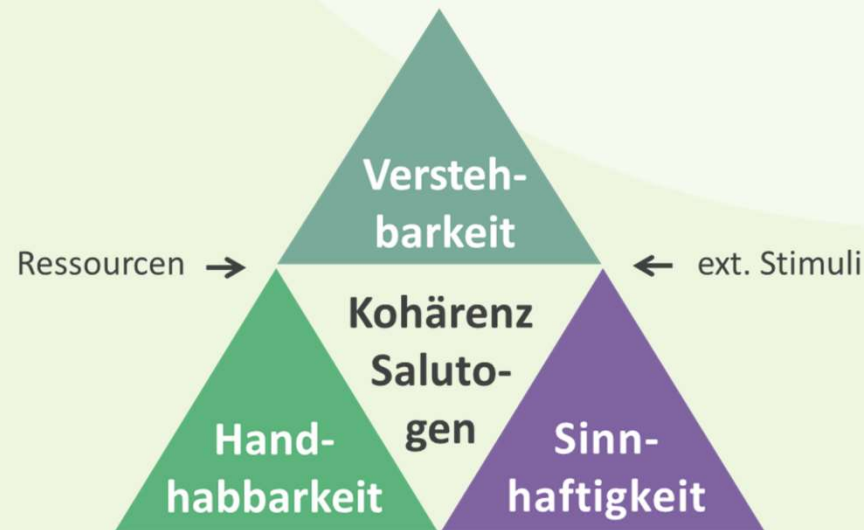 Versteh-
barkeit
Ressourcen →
← ext. Stimuli
Kohärenz
Saluto-
gen
Hand-
habbarkeit
Sinn-
haftigkeit